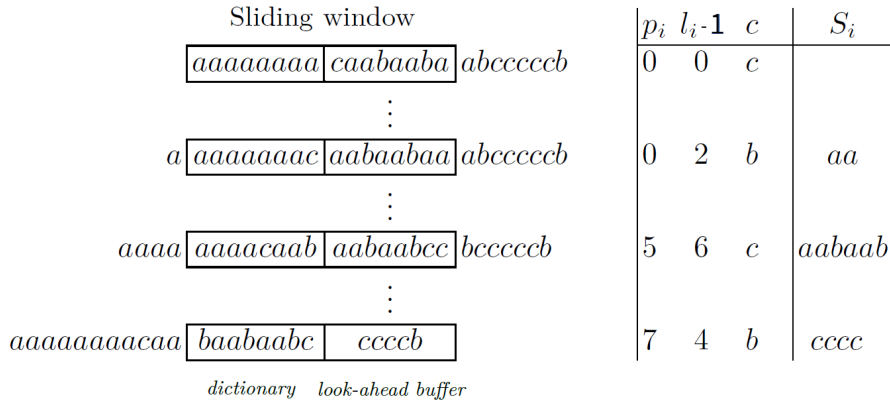 Sliding window p_i l_i-1 c S_i
aaaaaaaa caabaaba abcccccb 0 0 c
⋮
a aaaaaaac aabaabaa abcccccb 0 2 b aa
⋮
aaaa aaaacaab aabaabcc bcccccb 5 6 c aabaab
⋮
aaaaaaaacaa baabaabc ccccb 7 4 b cccc
dictionary look-ahead buffer